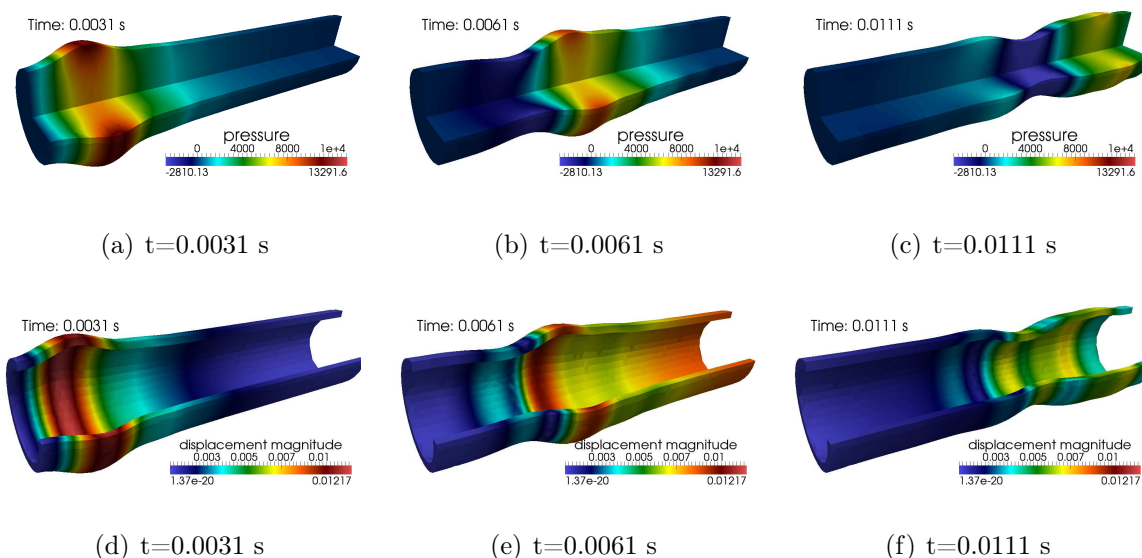 Time: 0.0031 s
pressure
0 4000 8000 1e+4
-2810.13 13291.6
(a) t=0.0031 s
Time: 0.0061 s
pressure
0 4000 8000 1e+4
-2810.13 13291.6
(b) t=0.0061 s
Time: 0.0111 s
pressure
0 4000 8000 1e+4
-2810.13 13291.6
(c) t=0.0111 s
Time: 0.0031 s
displacement magnitude
0.003 0.005 0.007 0.01
1.37e-20 0.01217
(d) t=0.0031 s
Time: 0.0061 s
displacement magnitude
0.003 0.005 0.007 0.01
1.37e-20 0.01217
(e) t=0.0061 s
Time: 0.0111 s
displacement magnitude
0.003 0.005 0.007 0.01
1.37e-20 0.01217
(f) t=0.0111 s